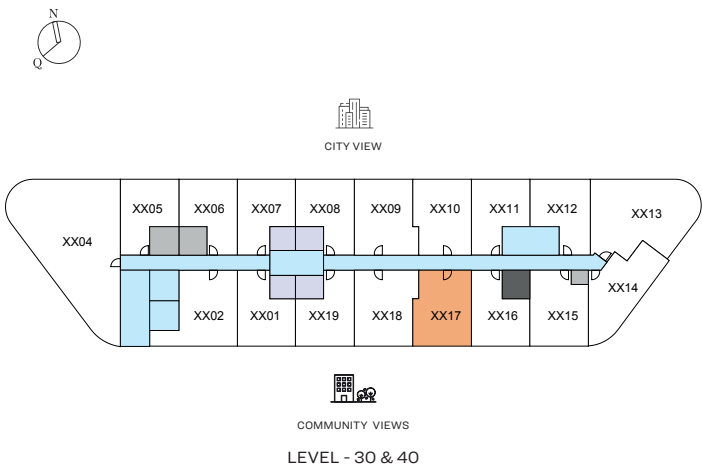 N
Q
CITY VIEW
XX05 XX06 XX07 XX08 XX09 XX10 XX11 XX12
XX13
XX04
XX14
XX02 XX01 XX19 XX18 XX17 XX16 XX15
COMMUNITY VIEWS
LEVEL - 30 & 40